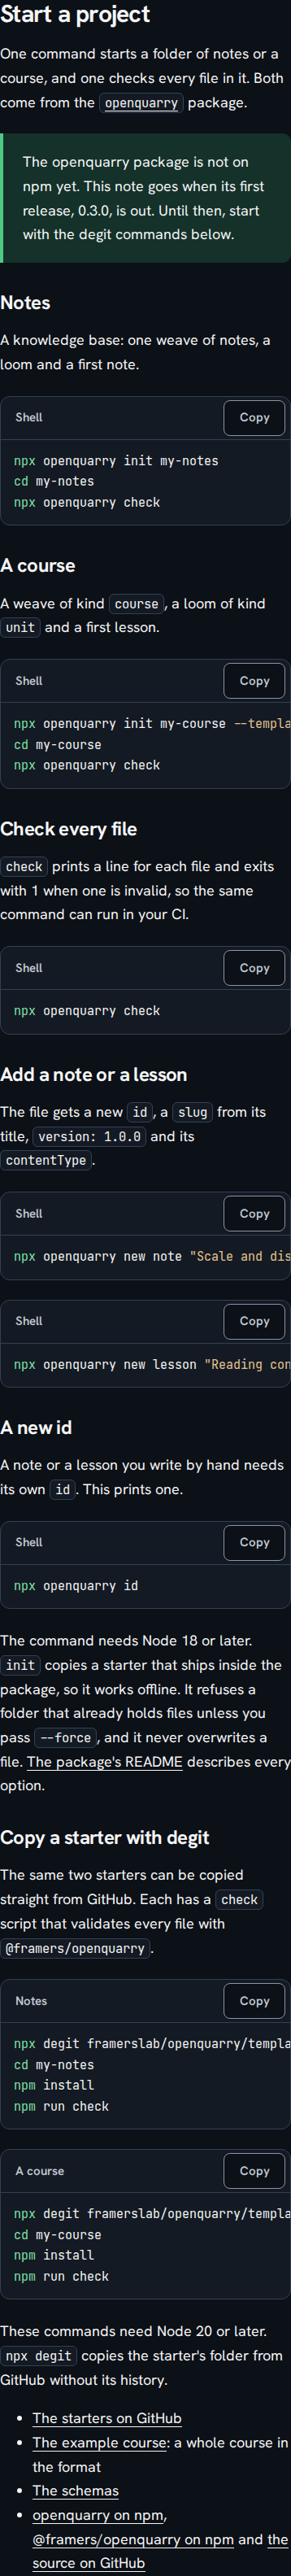 Start a project
One command starts a folder of notes or a
course, and one checks every file in it. Both
come from the openquarry package.
The openquarry package is not on
npm yet. This note goes when its first
release, 0.3.0, is out. Until then, start
with the degit commands below.
Notes
A knowledge base: one weave of notes, a
loom and a first note.
Shell Copy
npx openquarry init my-notes
cd my-notes
npx openquarry check
A course
A weave of kind course, a loom of kind
unit and a first lesson.
Shell Copy
npx openquarry init my-course --templa
cd my-course
npx openquarry check
Check every file
check prints a line for each file and exits
with 1 when one is invalid, so the same
command can run in your CI.
Shell Copy
npx openquarry check
Add a note or a lesson
The file gets a new id, a slug from its
title, version: 1.0.0 and its
contentType.
Shell Copy
npx openquarry new note "Scale and dis
Shell Copy
npx openquarry new lesson "Reading con
A new id
A note or a lesson you write by hand needs
its own id. This prints one.
Shell Copy
npx openquarry id
The command needs Node 18 or later.
init copies a starter that ships inside the
package, so it works offline. It refuses a
folder that already holds files unless you
pass --force, and it never overwrites a
file. The package's README describes every
option.
Copy a starter with degit
The same two starters can be copied
straight from GitHub. Each has a check
script that validates every file with
@framers/openquarry.
Notes Copy
npx degit framerslab/openquarry/templa
cd my-notes
npm install
npm run check
A course Copy
npx degit framerslab/openquarry/templa
cd my-course
npm install
npm run check
These commands need Node 20 or later.
npx degit copies the starter's folder from
GitHub without its history.
• The starters on GitHub
• The example course: a whole course in
the format
• The schemas
• openquarry on npm,
@framers/openquarry on npm and the
source on GitHub